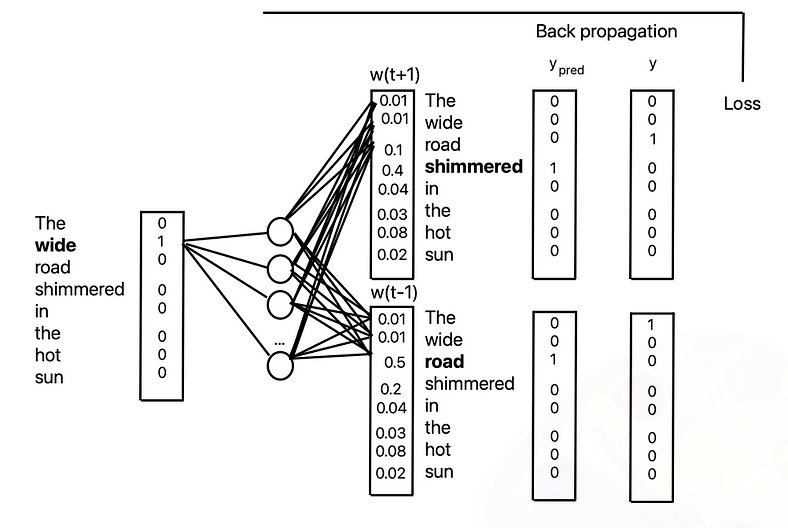 Back propagation
y pred
y
Loss
w(t+1)
0.01 The 0 0
0.01 wide 0 0
0.1 road 0 1
0.4 shimmered 1 0
0.04 in 0 0
0.03 the 0 0
0.08 hot 0 0
0.02 sun 0 0
The 0
wide 1
road 0
shimmered 0
in 0
the 0
hot 0
sun 0
...
w(t-1)
0.01 The 0 1
0.01 wide 0 0
0.5 road 1 0
0.2 shimmered 0 0
0.04 in 0 0
0.03 the 0 0
0.08 hot 0 0
0.02 sun 0 0